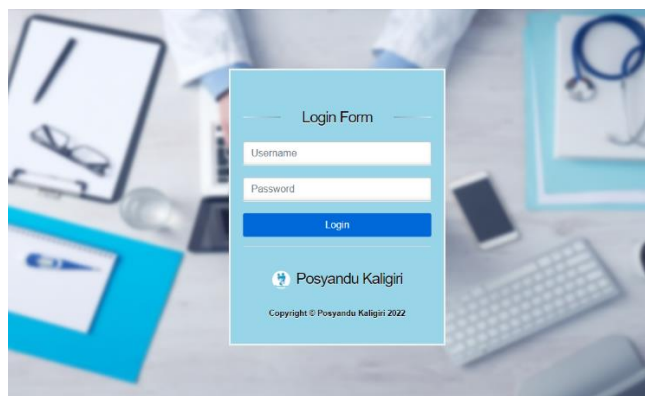 Login Form
Username
Password
Login
Posyandu Kaligiri
Copyright © Posyandu Kaligiri 2022